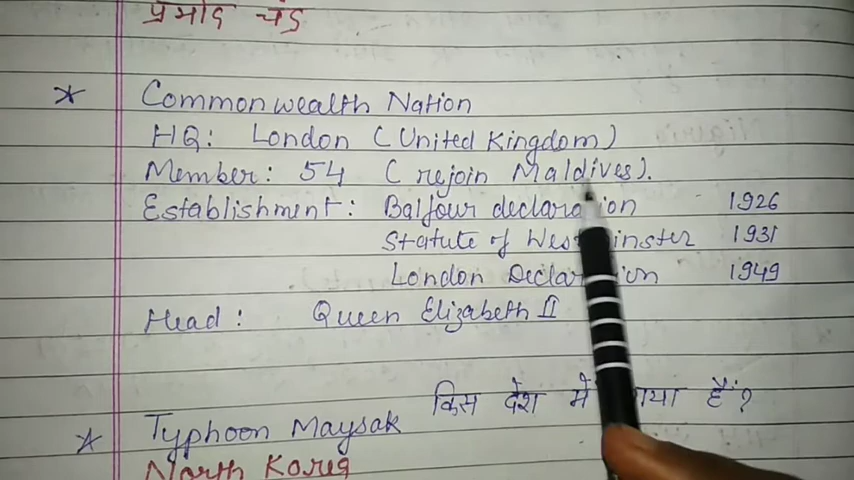 प्रमोद चंद्र
* Commonwealth Nation
HQ: London (United Kingdom)
Member: 54 (rejoin Maldives).
Establishment: Balfour declaration 1926
Statute of Westminster 1931
London Declaration 1949
Head: Queen Elizabeth II
* Typhoon Maysak किस देश में आया है?
North Korea